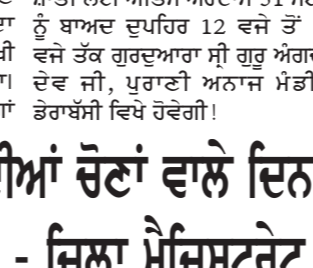 ਨੂੰ ਬਾਅਦ ਦੁਪਹਿਰ 12 ਵਜੇ ਤੋਂ
ਵਜੇ ਤੱਕ ਗੁਰਦੁਆਰਾ ਸ੍ਰੀ ਗੁਰੂ ਅੰਗਦ
ਦੇਵ ਜੀ, ਪੁਰਾਣੀ ਅਨਾਜ ਮੰਡੀ
ਡੇਰਾਬੱਸੀ ਵਿਖੇ ਹੋਵੇਗੀ!
ਚੋਣਾਂ ਵਾਲੇ ਦਿਨ
- ਜ਼ਿਲਾ ਮੈਜਿਸਟਰੇਟ